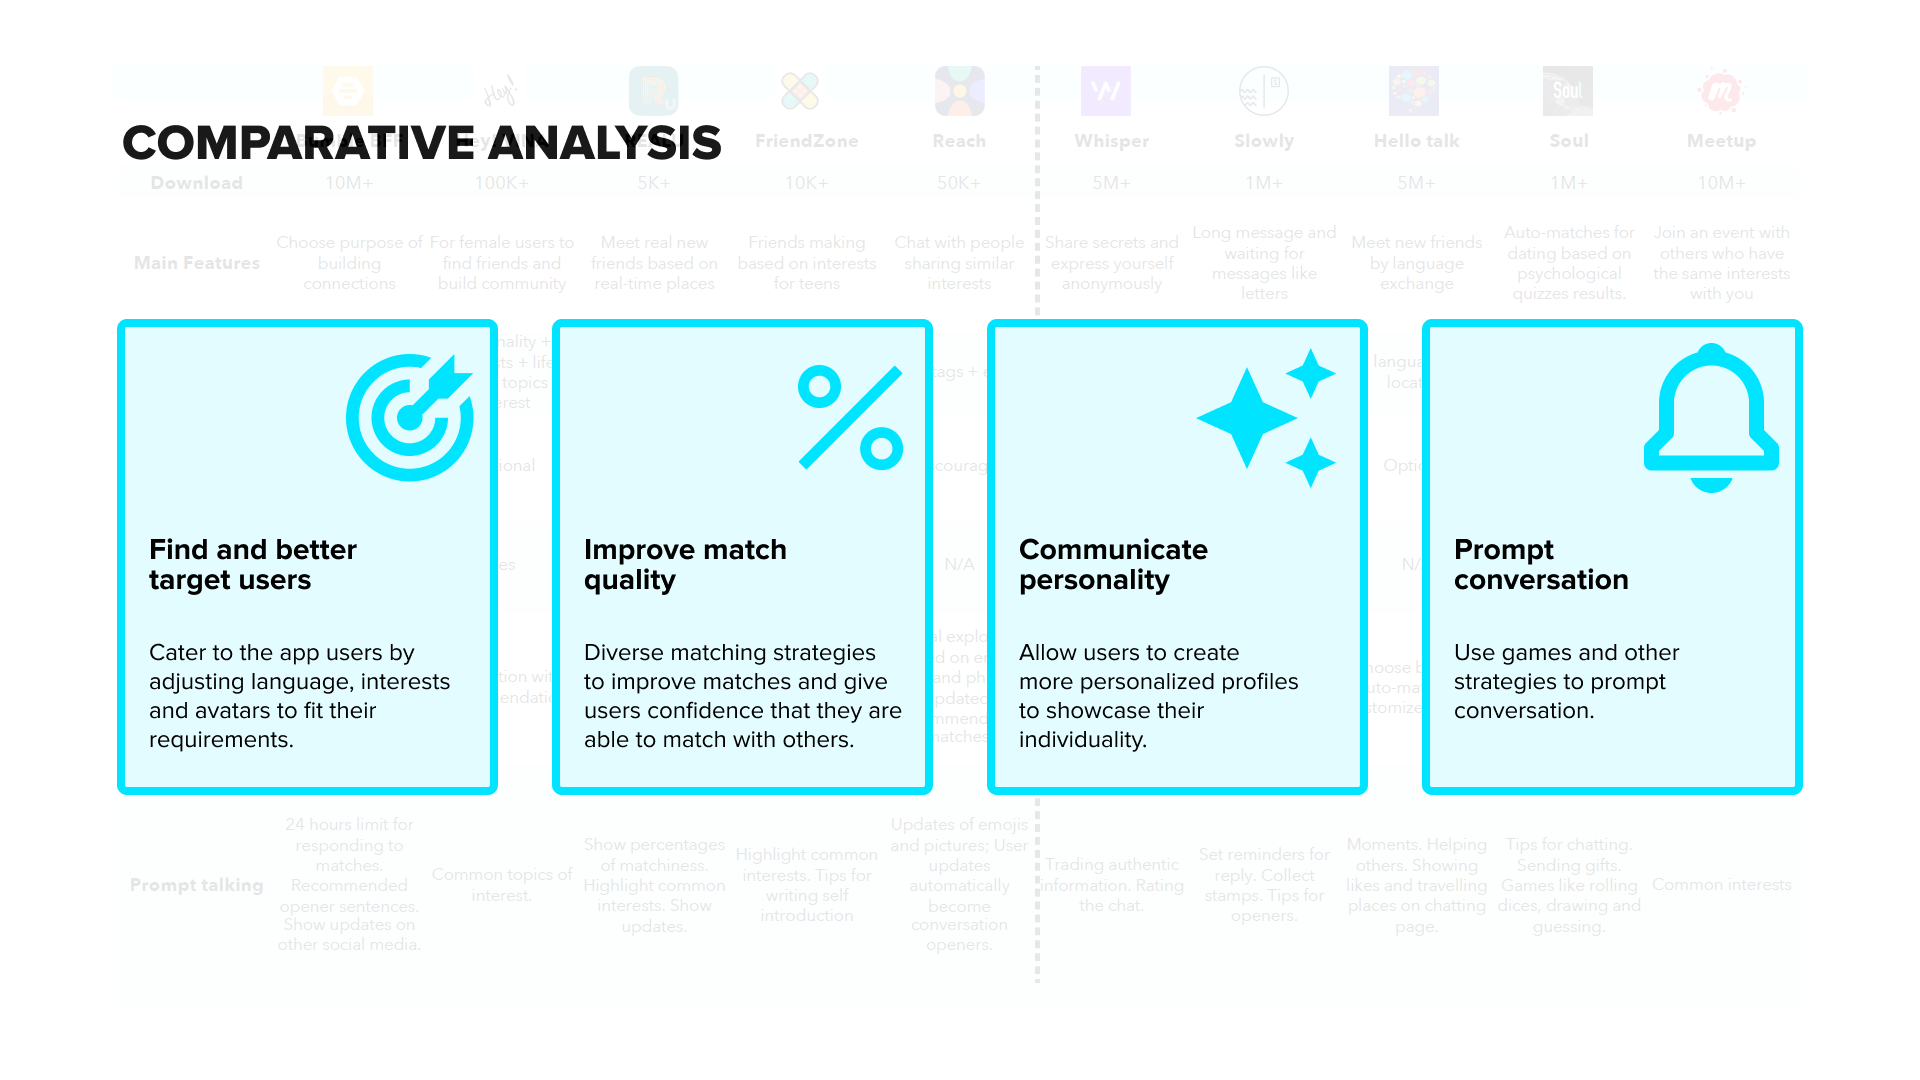 COMPARATIVE ANALYSIS
Hey!
Soul
FriendZone
Reach
Whisper
Slowly
Hello talk
Soul
Meetup
Download
10M+
100K+
5K+
10K+
50K+
5M+
1M+
5M+
1M+
10M+
Main Features
Choose purpose of
building
connections
For female users to
find friends and
build community
Meet real new
friends based on
real-time places
Friends making
based on interests
for teens
Chat with people
sharing similar
interests
Share secrets and
express yourself
anonymously
Long message and
waiting for
messages like
letters
Meet new friends
by language
exchange
Auto-matches for
dating based on
psychological
quizzes results.
Join an event with
others who have
the same interests
with you
Find and better
target users
Cater to the app users by
adjusting language, interests
and avatars to fit their
requirements.
topics
N/A
Improve match
quality
Diverse matching strategies
to improve matches and give
users confidence that they are
able to match with others.
Communicate
personality
Allow users to create
more personalized profiles
to showcase their
individuality.
Prompt
conversation
Use games and other
strategies to prompt
conversation.
Prompt talking
24 hours limit for
responding to
matches.
Recommended
opener sentences.
Show updates on
other social media.
Common topics of
interest.
Show percentages
of matchiness.
Highlight common
interests. Show
updates.
Highlight common
interests. Tips for
writing self
introduction
Updates of emojis
and pictures; User
updates
automatically
become
conversation
openers.
Trading authentic
information. Rating
the chat.
Set reminders for
reply. Collect
stamps. Tips for
openers.
Moments. Helping
others. Showing
likes and travelling
places on chatting
page.
Tips for chatting.
Sending gifts.
Games like rolling
dices, drawing and
guessing.
Common interests